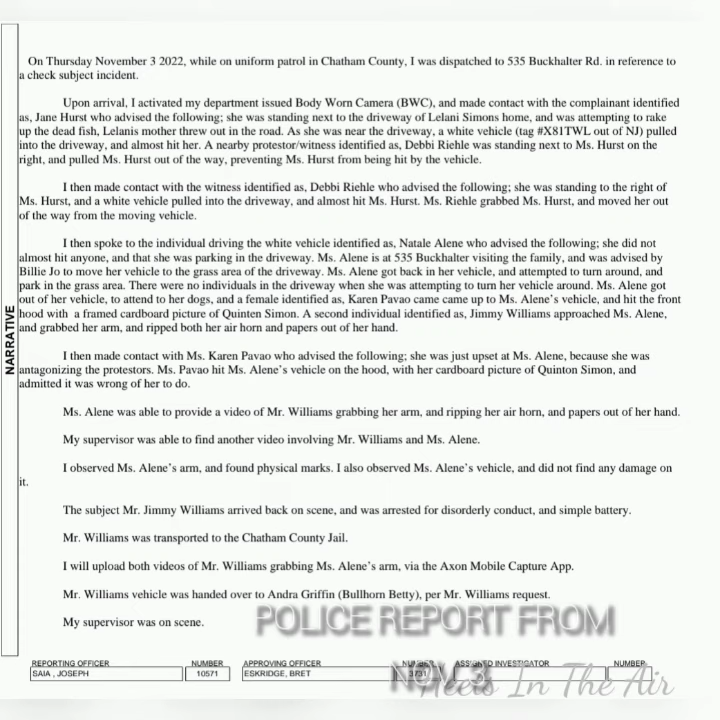 On Thursday November 3 2022, while on uniform patrol in Chatham County, I was dispatched to 535 Buckhalter Rd. in reference to
a check subject incident.
Upon arrival, I activated my department issued Body Worn Camera (BWC), and made contact with the complainant identified
as, Jane Hurst who advised the following; she was standing next to the driveway of Lelani Simons home, and was attempting to rake
up the dead fish, Lelanis mother threw out in the road. As she was near the driveway, a white vehicle (tag #X81TWL out of NJ) pulled
into the driveway, and almost hit her. A nearby protestor/witness identified as, Debbi Riehle was standing next to Ms. Hurst on the
right, and pulled Ms. Hurst out of the way, preventing Ms. Hurst from being hit by the vehicle.
I then made contact with the witness identified as, Debbi Riehle who advised the following; she was standing to the right of
Ms. Hurst, and a white vehicle pulled into the driveway, and almost hit Ms. Hurst. Ms. Riehle grabbed Ms. Hurst, and moved her out
of the way from the moving vehicle.
I then spoke to the individual driving the white vehicle identified as, Natale Alene who advised the following; she did not
almost hit anyone, and that she was parking in the driveway. Ms. Alene is at 535 Buckhalter visiting the family, and was advised by
Billie Jo to move her vehicle to the grass area of the driveway. Ms. Alene got back in her vehicle, and attempted to turn around, and
park in the grass area. There were no individuals in the driveway when she was attempting to turn her vehicle around. Ms. Alene got
out of her vehicle, to attend to her dogs, and a female identified as, Karen Pavao came came up to Ms. Alene's vehicle, and hit the front
hood with a framed cardboard picture of Quinten Simon. A second individual identified as, Jimmy Williams approached Ms. Alene,
and grabbed her arm, and ripped both her air horn and papers out of her hand.
I then made contact with Ms. Karen Pavao who advised the following; she was just upset at Ms. Alene, because she was
antagonizing the protestors. Ms. Pavao hit Ms. Alene's vehicle on the hood, with her cardboard picture of Quinton Simon, and
admitted it was wrong of her to do.
Ms. Alene was able to provide a video of Mr. Williams grabbing her arm, and ripping her air horn, and papers out of her hand.
My supervisor was able to find another video involving Mr. Williams and Ms. Alene.
I observed Ms. Alene's arm, and found physical marks. I also observed Ms. Alene's vehicle, and did not find any damage on
it.
The subject Mr. Jimmy Williams arrived back on scene, and was arrested for disorderly conduct, and simple battery.
Mr. Williams was transported to the Chatham County Jail.
I will upload both videos of Mr. Williams grabbing Ms. Alene's arm, via the Axon Mobile Capture App.
Mr. Williams vehicle was handed over to Andra Griffin (Bullhorn Betty), per Mr. Williams request.
My supervisor was on scene.
NARRATIVE
POLICE REPORT FROM
NOV 3
REPORTING OFFICER NUMBER APPROVING OFFICER NUMBER ASSIGNED INVESTIGATOR NUMBER
SAIA , JOSEPH 10571 ESKRIDGE, BRET 3731
Heels In The Air